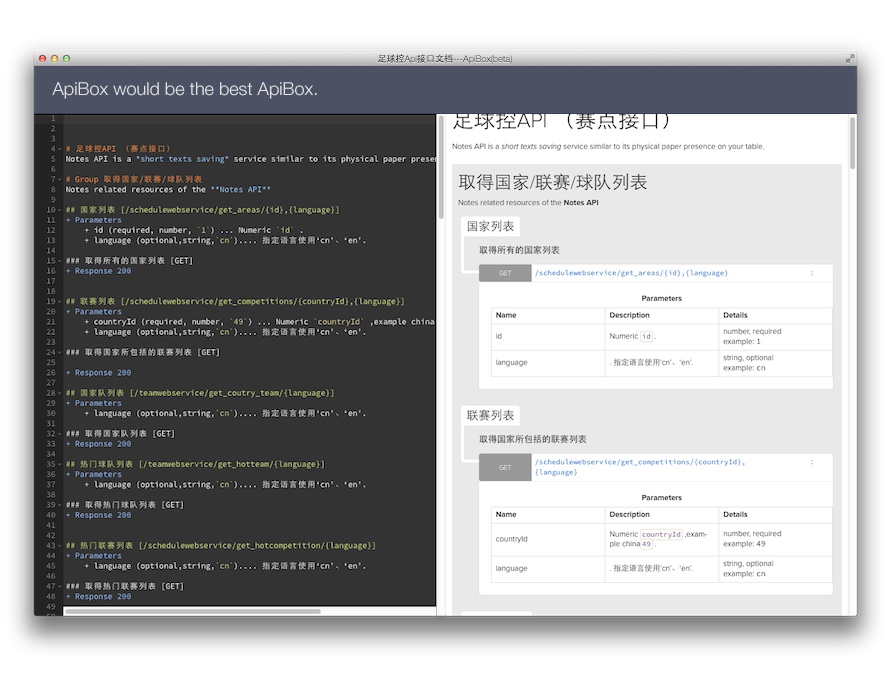 足球控Api接口文档---ApiBox(beta)
ApiBox would be the best ApiBox.
1
2
3
4 # 足球控API （赛点接口）
5 Notes API is a *short texts saving* service similar to its physical paper prese
6
7 # Group 取得国家/联赛/球队列表
8 Notes related resources of the **Notes API**
9
10 ## 国家列表 [/schedulewebservice/get_areas/{id},{language}]
11 + Parameters
12 + id (required, number, `1`) ... Numeric `id` .
13 + language (optional,string,`cn`).... 指定语言使用‘cn’、‘en’.
14
15 ### 取得所有的国家列表 [GET]
16 + Response 200
17
18
19 ## 联赛列表 [/schedulewebservice/get_competitions/{countryId},{language}]
20 + Parameters
21 + countryId (required, number, `49`) ... Numeric `countryId` ,example china
22 + language (optional,string,`cn`).... 指定语言使用‘cn’、‘en’.
23
24 ### 取得国家所包括的联赛列表 [GET]
25
26 + Response 200
27
28 ## 国家队列表 [/teamwebservice/get_coutry_team/{language}]
29 + Parameters
30 + language (optional,string,`cn`).... 指定语言使用‘cn’、‘en’.
31
32 ### 取得国家队列表 [GET]
33 + Response 200
34
35 ## 热门球队列表 [/teamwebservice/get_hotteam/{language}]
36 + Parameters
37 + language (optional,string,`cn`).... 指定语言使用‘cn’、‘en’.
38
39 ### 取得热门球队列表 [GET]
40 + Response 200
41
42
43 ## 热门联赛列表 [/schedulewebservice/get_hotcompetition/{language}]
44 + Parameters
45 + language (optional,string,`cn`).... 指定语言使用‘cn’、‘en’.
46
47 ### 取得热门联赛列表 [GET]
48 + Response 200
49
足球控API （赛点接口）
Notes API is a short texts saving service similar to its physical paper presence on your table.
取得国家/联赛/球队列表
Notes related resources of the Notes API
国家列表
取得所有的国家列表
GET /schedulewebservice/get_areas/{id},{language}
Parameters
Name Description Details
id Numeric id . number, required
example: 1
language . 指定语言使用‘cn’、‘en’. string, optional
example: cn
联赛列表
取得国家所包括的联赛列表
GET /schedulewebservice/get_competitions/{countryId},
{language}
Parameters
Name Description Details
countryId Numeric countryId ,exam-
ple china 49 . number, required
example: 49
language . 指定语言使用‘cn’、‘en’. string, optional
example: cn